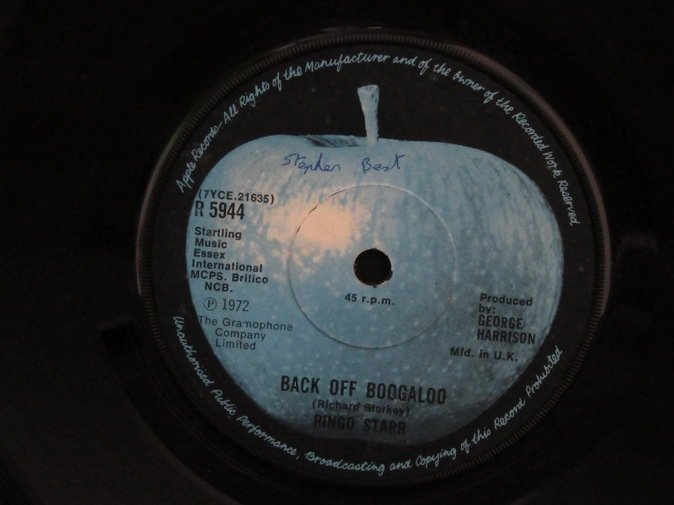 Apple Records-All Rights of the Manufacturer and of the Owner of the Recorded Work Reserved
Stephen Best
(7YCE.21635)
R 5944
Startling
Music
Essex
International
MCPS. Britico
NCB.
Ⓟ 1972
The Gramophone
Company
Limited
45 r.p.m.
Produced
by:
GEORGE
HARRISON
Mfd. in U.K.
BACK OFF BOOGALOO
(Richard Starkey)
RINGO STARR
Unauthorised Public Performance, Broadcasting and Copying of this Record Prohibited